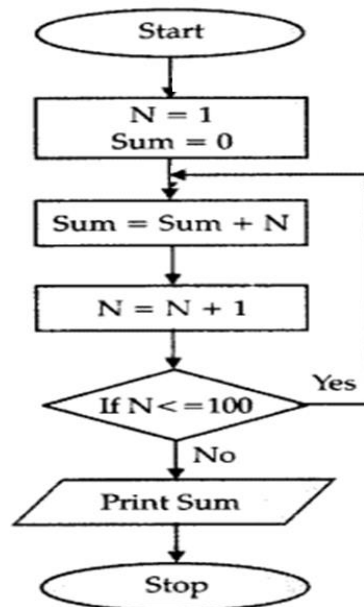 Start
N = 1
Sum = 0
Sum = Sum + N
N = N + 1
If N<=100
Yes
No
Print Sum
Stop